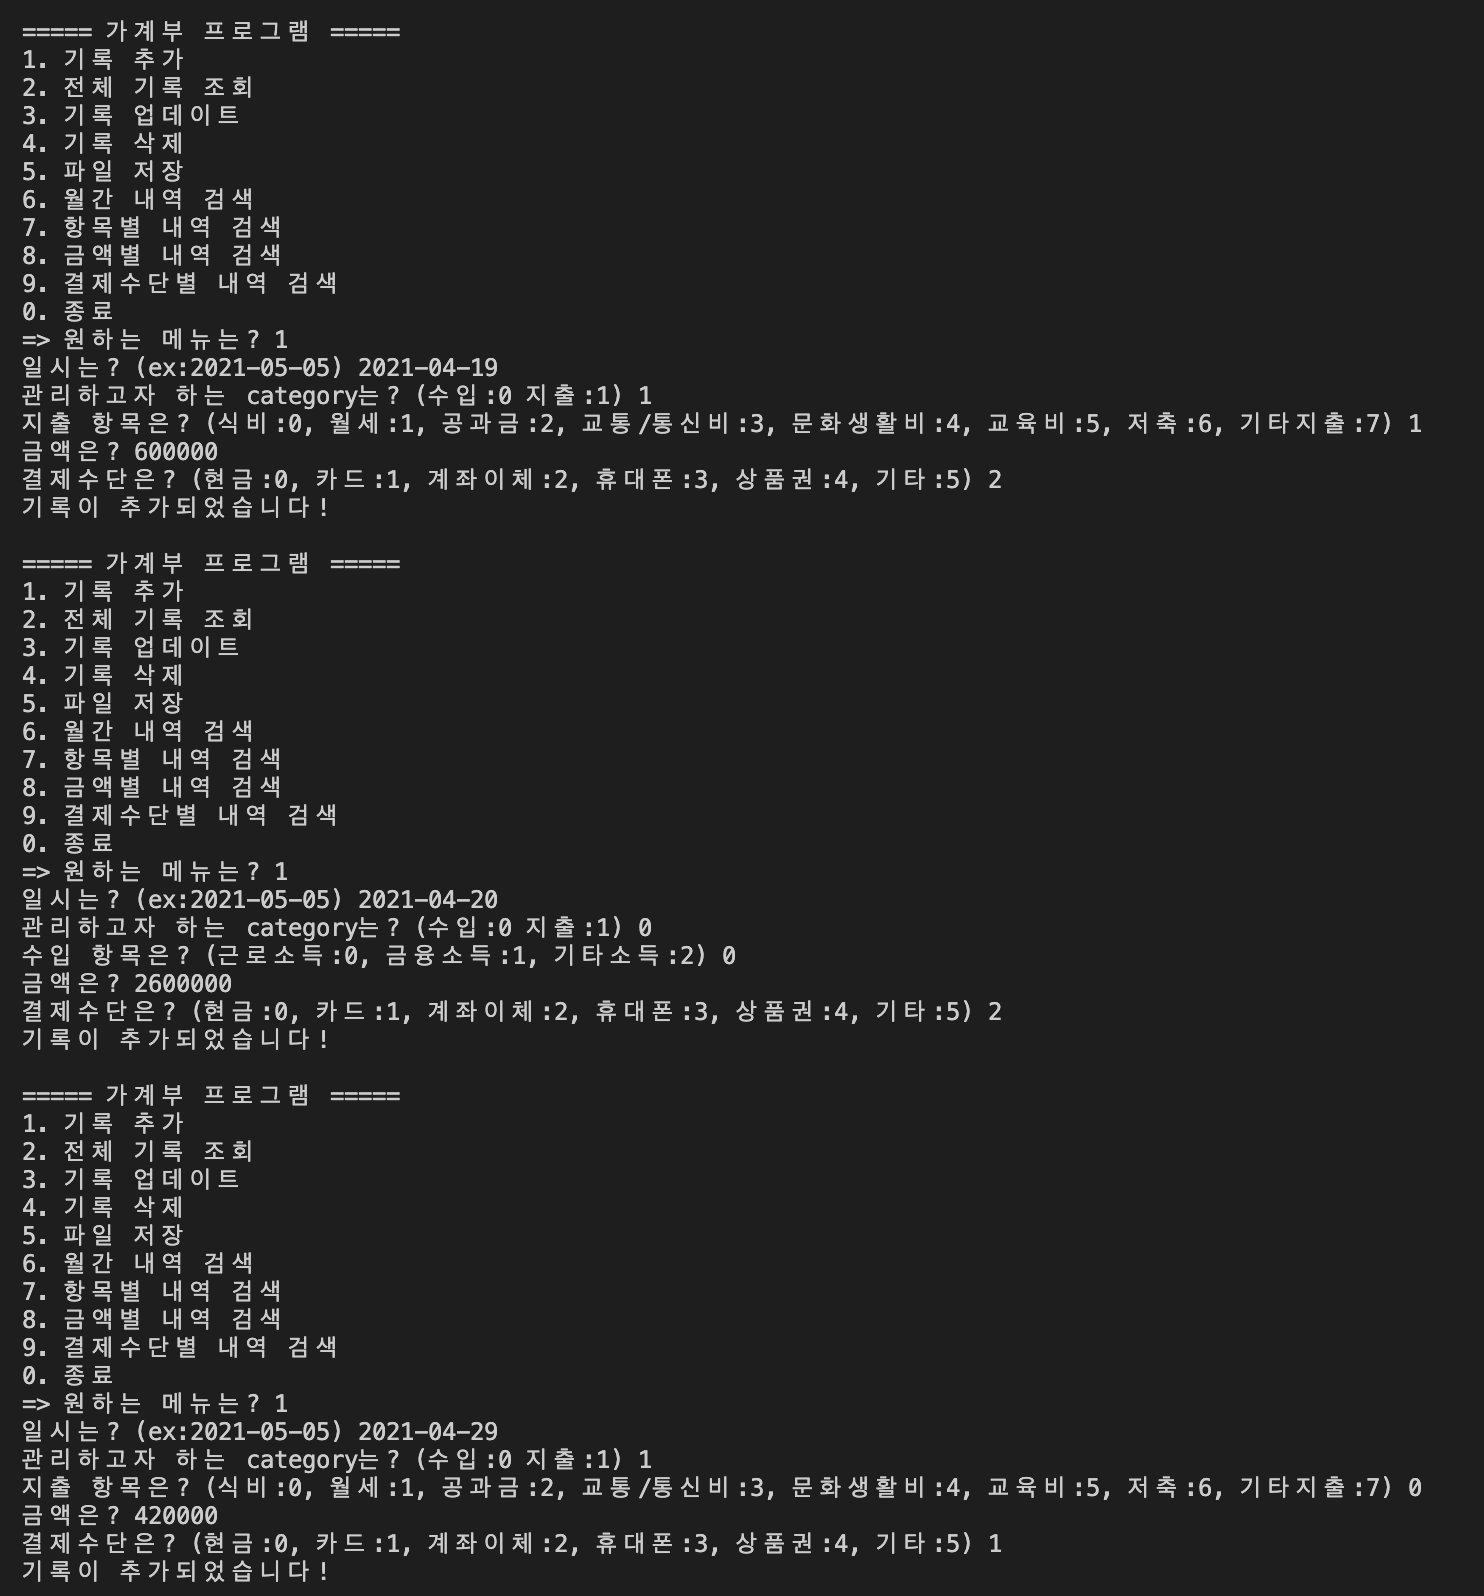 ===== 가계부 프로그램 =====
1. 기록 추가
2. 전체 기록 조회
3. 기록 업데이트
4. 기록 삭제
5. 파일 저장
6. 월간 내역 검색
7. 항목별 내역 검색
8. 금액별 내역 검색
9. 결제수단별 내역 검색
0. 종료
=> 원하는 메뉴는? 1
일시는? (ex:2021-05-05) 2021-04-19
관리하고자 하는 category는? (수입:0 지출:1) 1
지출 항목은? (식비:0, 월세:1, 공과금:2, 교통/통신비:3, 문화생활비:4, 교육비:5, 저축:6, 기타지출:7) 1
금액은? 600000
결제수단은? (현금:0, 카드:1, 계좌이체:2, 휴대폰:3, 상품권:4, 기타:5) 2
기록이 추가되었습니다!

===== 가계부 프로그램 =====
1. 기록 추가
2. 전체 기록 조회
3. 기록 업데이트
4. 기록 삭제
5. 파일 저장
6. 월간 내역 검색
7. 항목별 내역 검색
8. 금액별 내역 검색
9. 결제수단별 내역 검색
0. 종료
=> 원하는 메뉴는? 1
일시는? (ex:2021-05-05) 2021-04-20
관리하고자 하는 category는? (수입:0 지출:1) 0
수입 항목은? (근로소득:0, 금융소득:1, 기타소득:2) 0
금액은? 2600000
결제수단은? (현금:0, 카드:1, 계좌이체:2, 휴대폰:3, 상품권:4, 기타:5) 2
기록이 추가되었습니다!

===== 가계부 프로그램 =====
1. 기록 추가
2. 전체 기록 조회
3. 기록 업데이트
4. 기록 삭제
5. 파일 저장
6. 월간 내역 검색
7. 항목별 내역 검색
8. 금액별 내역 검색
9. 결제수단별 내역 검색
0. 종료
=> 원하는 메뉴는? 1
일시는? (ex:2021-05-05) 2021-04-29
관리하고자 하는 category는? (수입:0 지출:1) 1
지출 항목은? (식비:0, 월세:1, 공과금:2, 교통/통신비:3, 문화생활비:4, 교육비:5, 저축:6, 기타지출:7) 0
금액은? 420000
결제수단은? (현금:0, 카드:1, 계좌이체:2, 휴대폰:3, 상품권:4, 기타:5) 1
기록이 추가되었습니다!